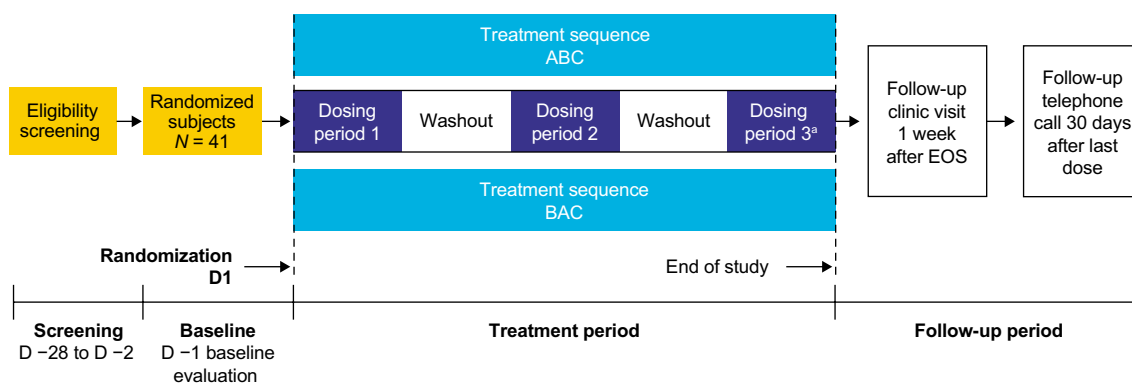 Treatment sequence
ABC
Eligibility
screening
Randomized
subjects
N = 41
Dosing
period 1
Washout
Dosing
period 2
Washout
Dosing
period 3ᵃ
Follow-up
clinic visit
1 week
after EOS
Follow-up
telephone
call 30 days
after last
dose
Treatment sequence
BAC
Randomization
D1
End of study
Screening
D −28 to D −2
Baseline
D −1 baseline
evaluation
Treatment period
Follow-up period